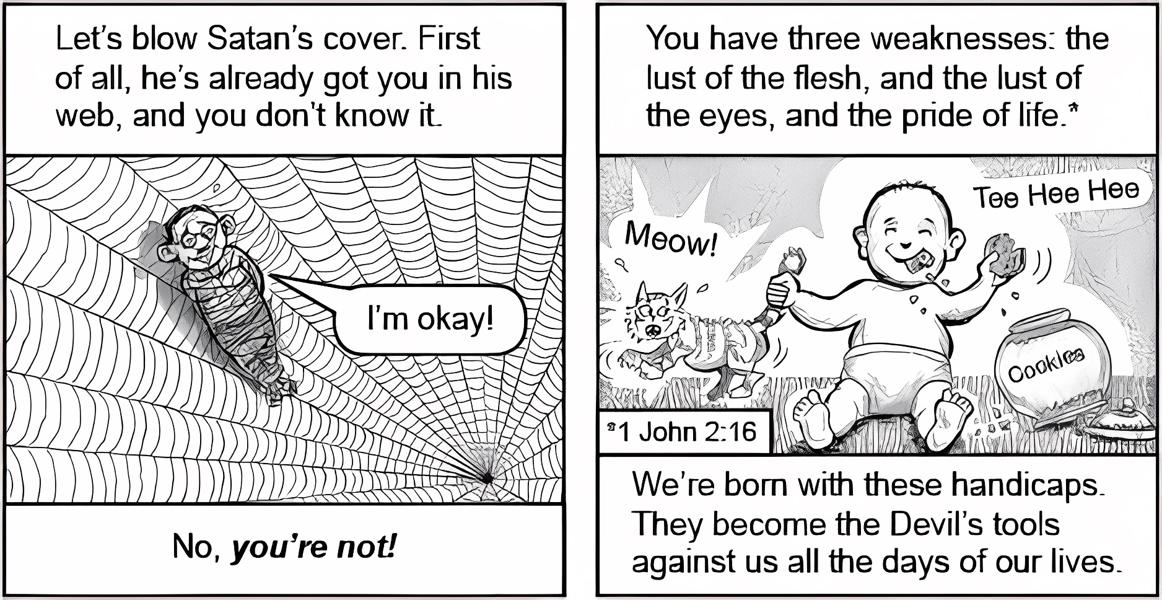 Let's blow Satan's cover. First
of all, he's already got you in his
web, and you don't know it.
I'm okay!
No, you're not!
You have three weaknesses: the
lust of the flesh, and the lust of
the eyes, and the pride of life.*
Meow!
Tee Hee Hee
Cookies
*1 John 2:16
We're born with these handicaps.
They become the Devil's tools
against us all the days of our lives.